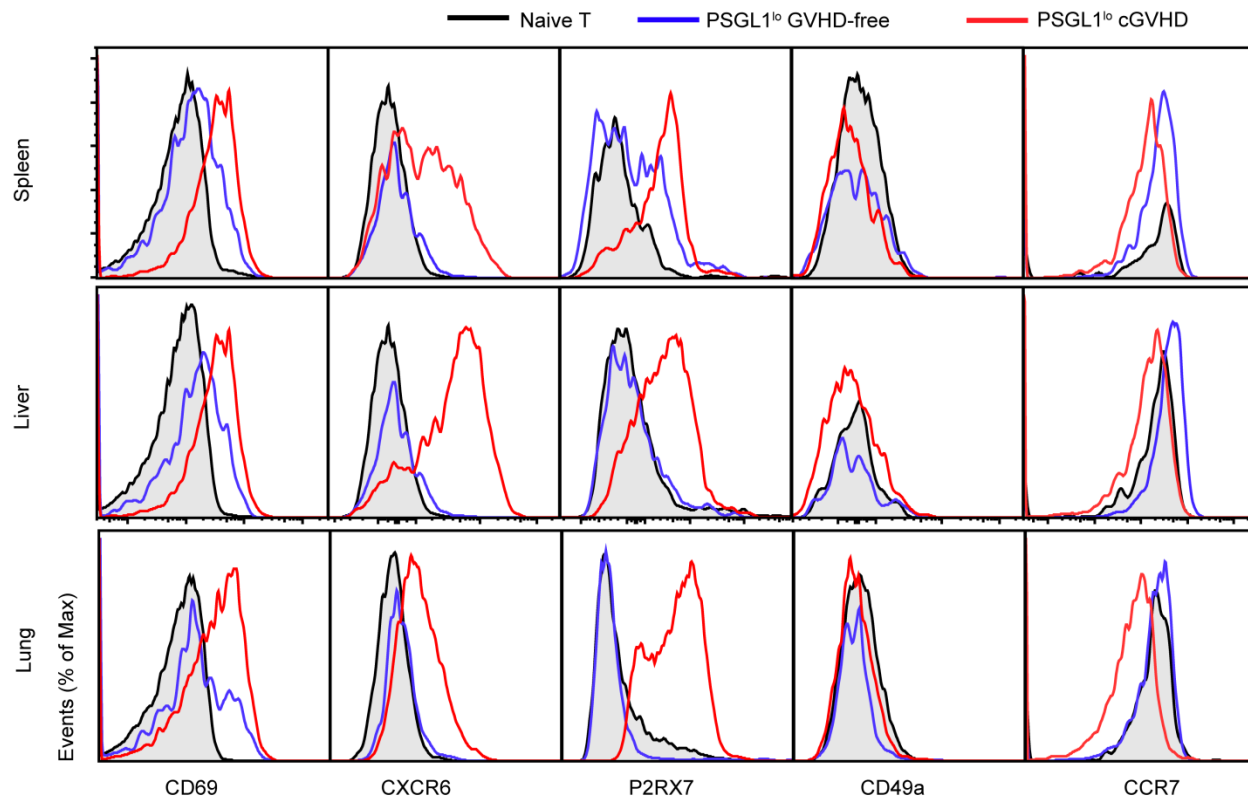 Naive T PSGL1ˡᵒ GVHD-free PSGL1ˡᵒ cGVHD
Spleen
Liver
Lung
Events (% of Max)
CD69 CXCR6 P2RX7 CD49a CCR7